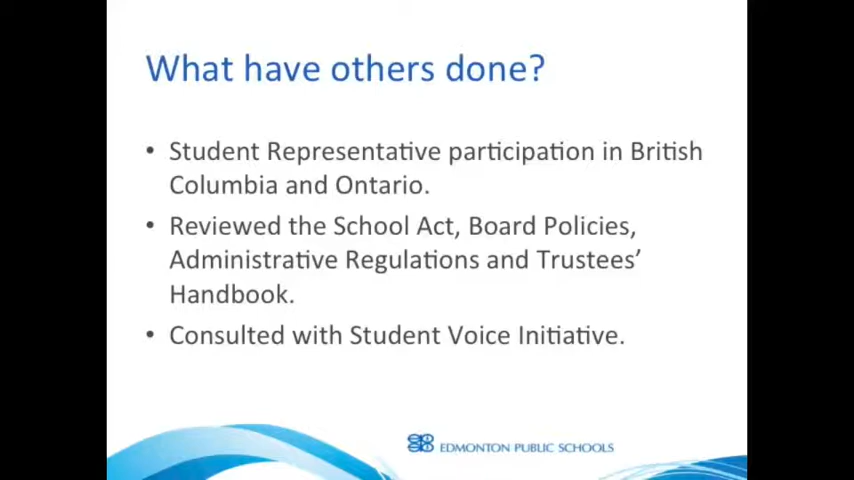 What have others done?
• Student Representative participation in British
Columbia and Ontario.
• Reviewed the School Act, Board Policies,
Administrative Regulations and Trustees’
Handbook.
• Consulted with Student Voice Initiative.
EDMONTON PUBLIC SCHOOLS